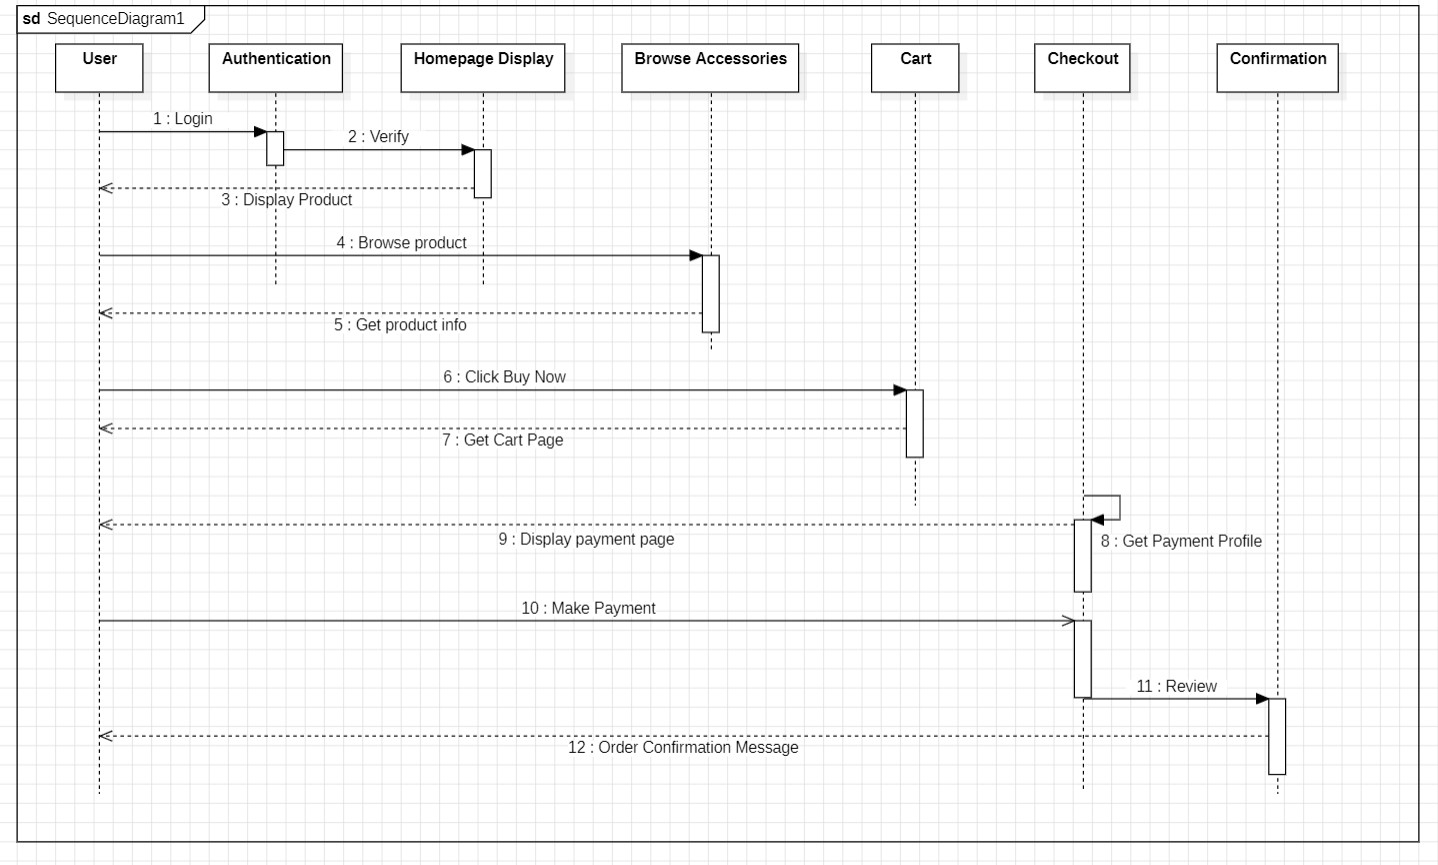 sd SequenceDiagram1
User
Authentication
Homepage Display
Browse Accessories
Cart
Checkout
Confirmation
1 : Login
2 : Verify
3 : Display Product
4 : Browse product
5 : Get product info
6 : Click Buy Now
7 : Get Cart Page
8 : Get Payment Profile
9 : Display payment page
10 : Make Payment
11 : Review
12 : Order Confirmation Message